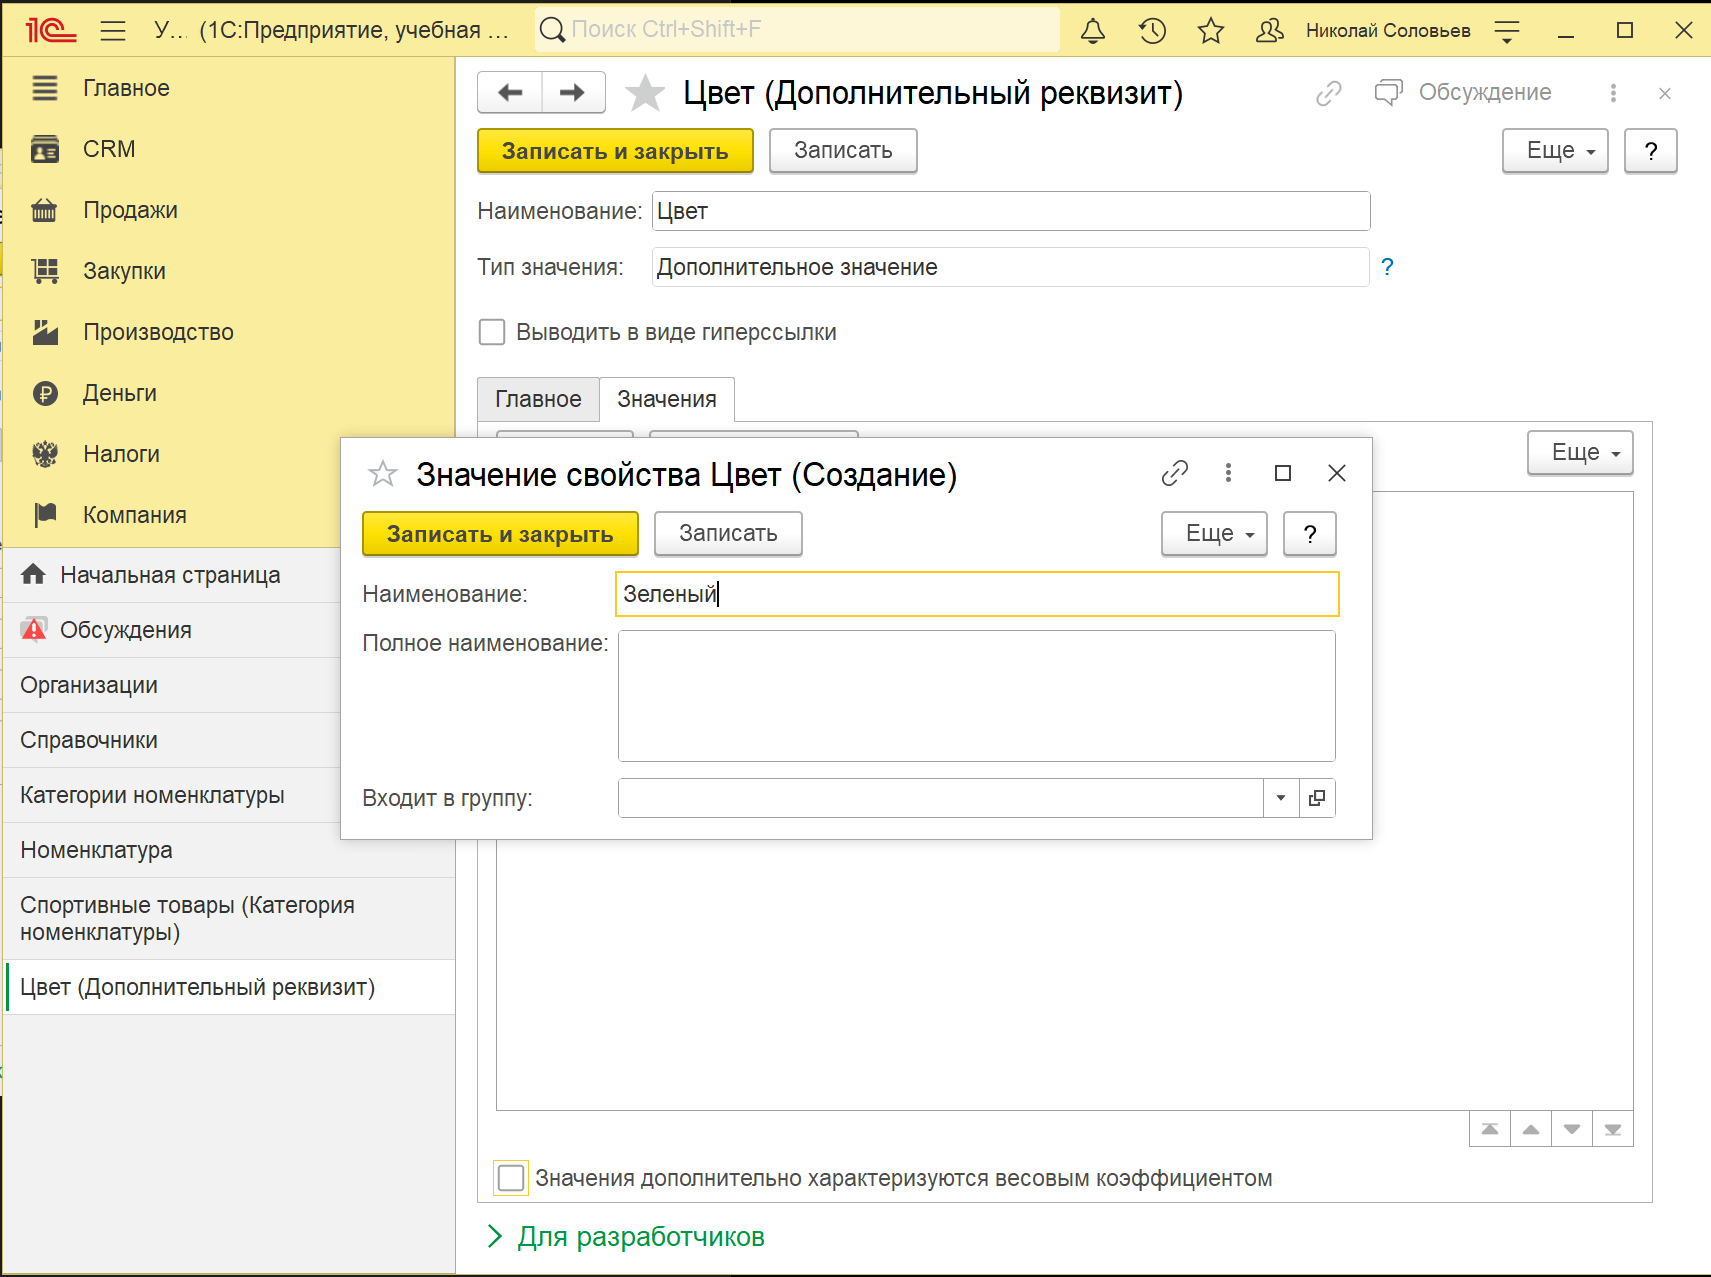 1С У... (1С:Предприятие, учебная ... Поиск Ctrl+Shift+F Николай Соловьев
Главное
CRM
Продажи
Закупки
Производство
Деньги
Налоги
Компания
Начальная страница
Обсуждения
Организации
Справочники
Категории номенклатуры
Номенклатура
Спортивные товары (Категория
номенклатуры)
Цвет (Дополнительный реквизит)
Цвет (Дополнительный реквизит) Обсуждение
Записать и закрыть Записать Еще ?
Наименование: Цвет
Тип значения: Дополнительное значение ?
Выводить в виде гиперссылки
Главное Значения
Еще
Значение свойства Цвет (Создание)
Записать и закрыть Записать Еще ?
Наименование: Зеленый
Полное наименование:
Входит в группу:
Значения дополнительно характеризуются весовым коэффициентом
Для разработчиков